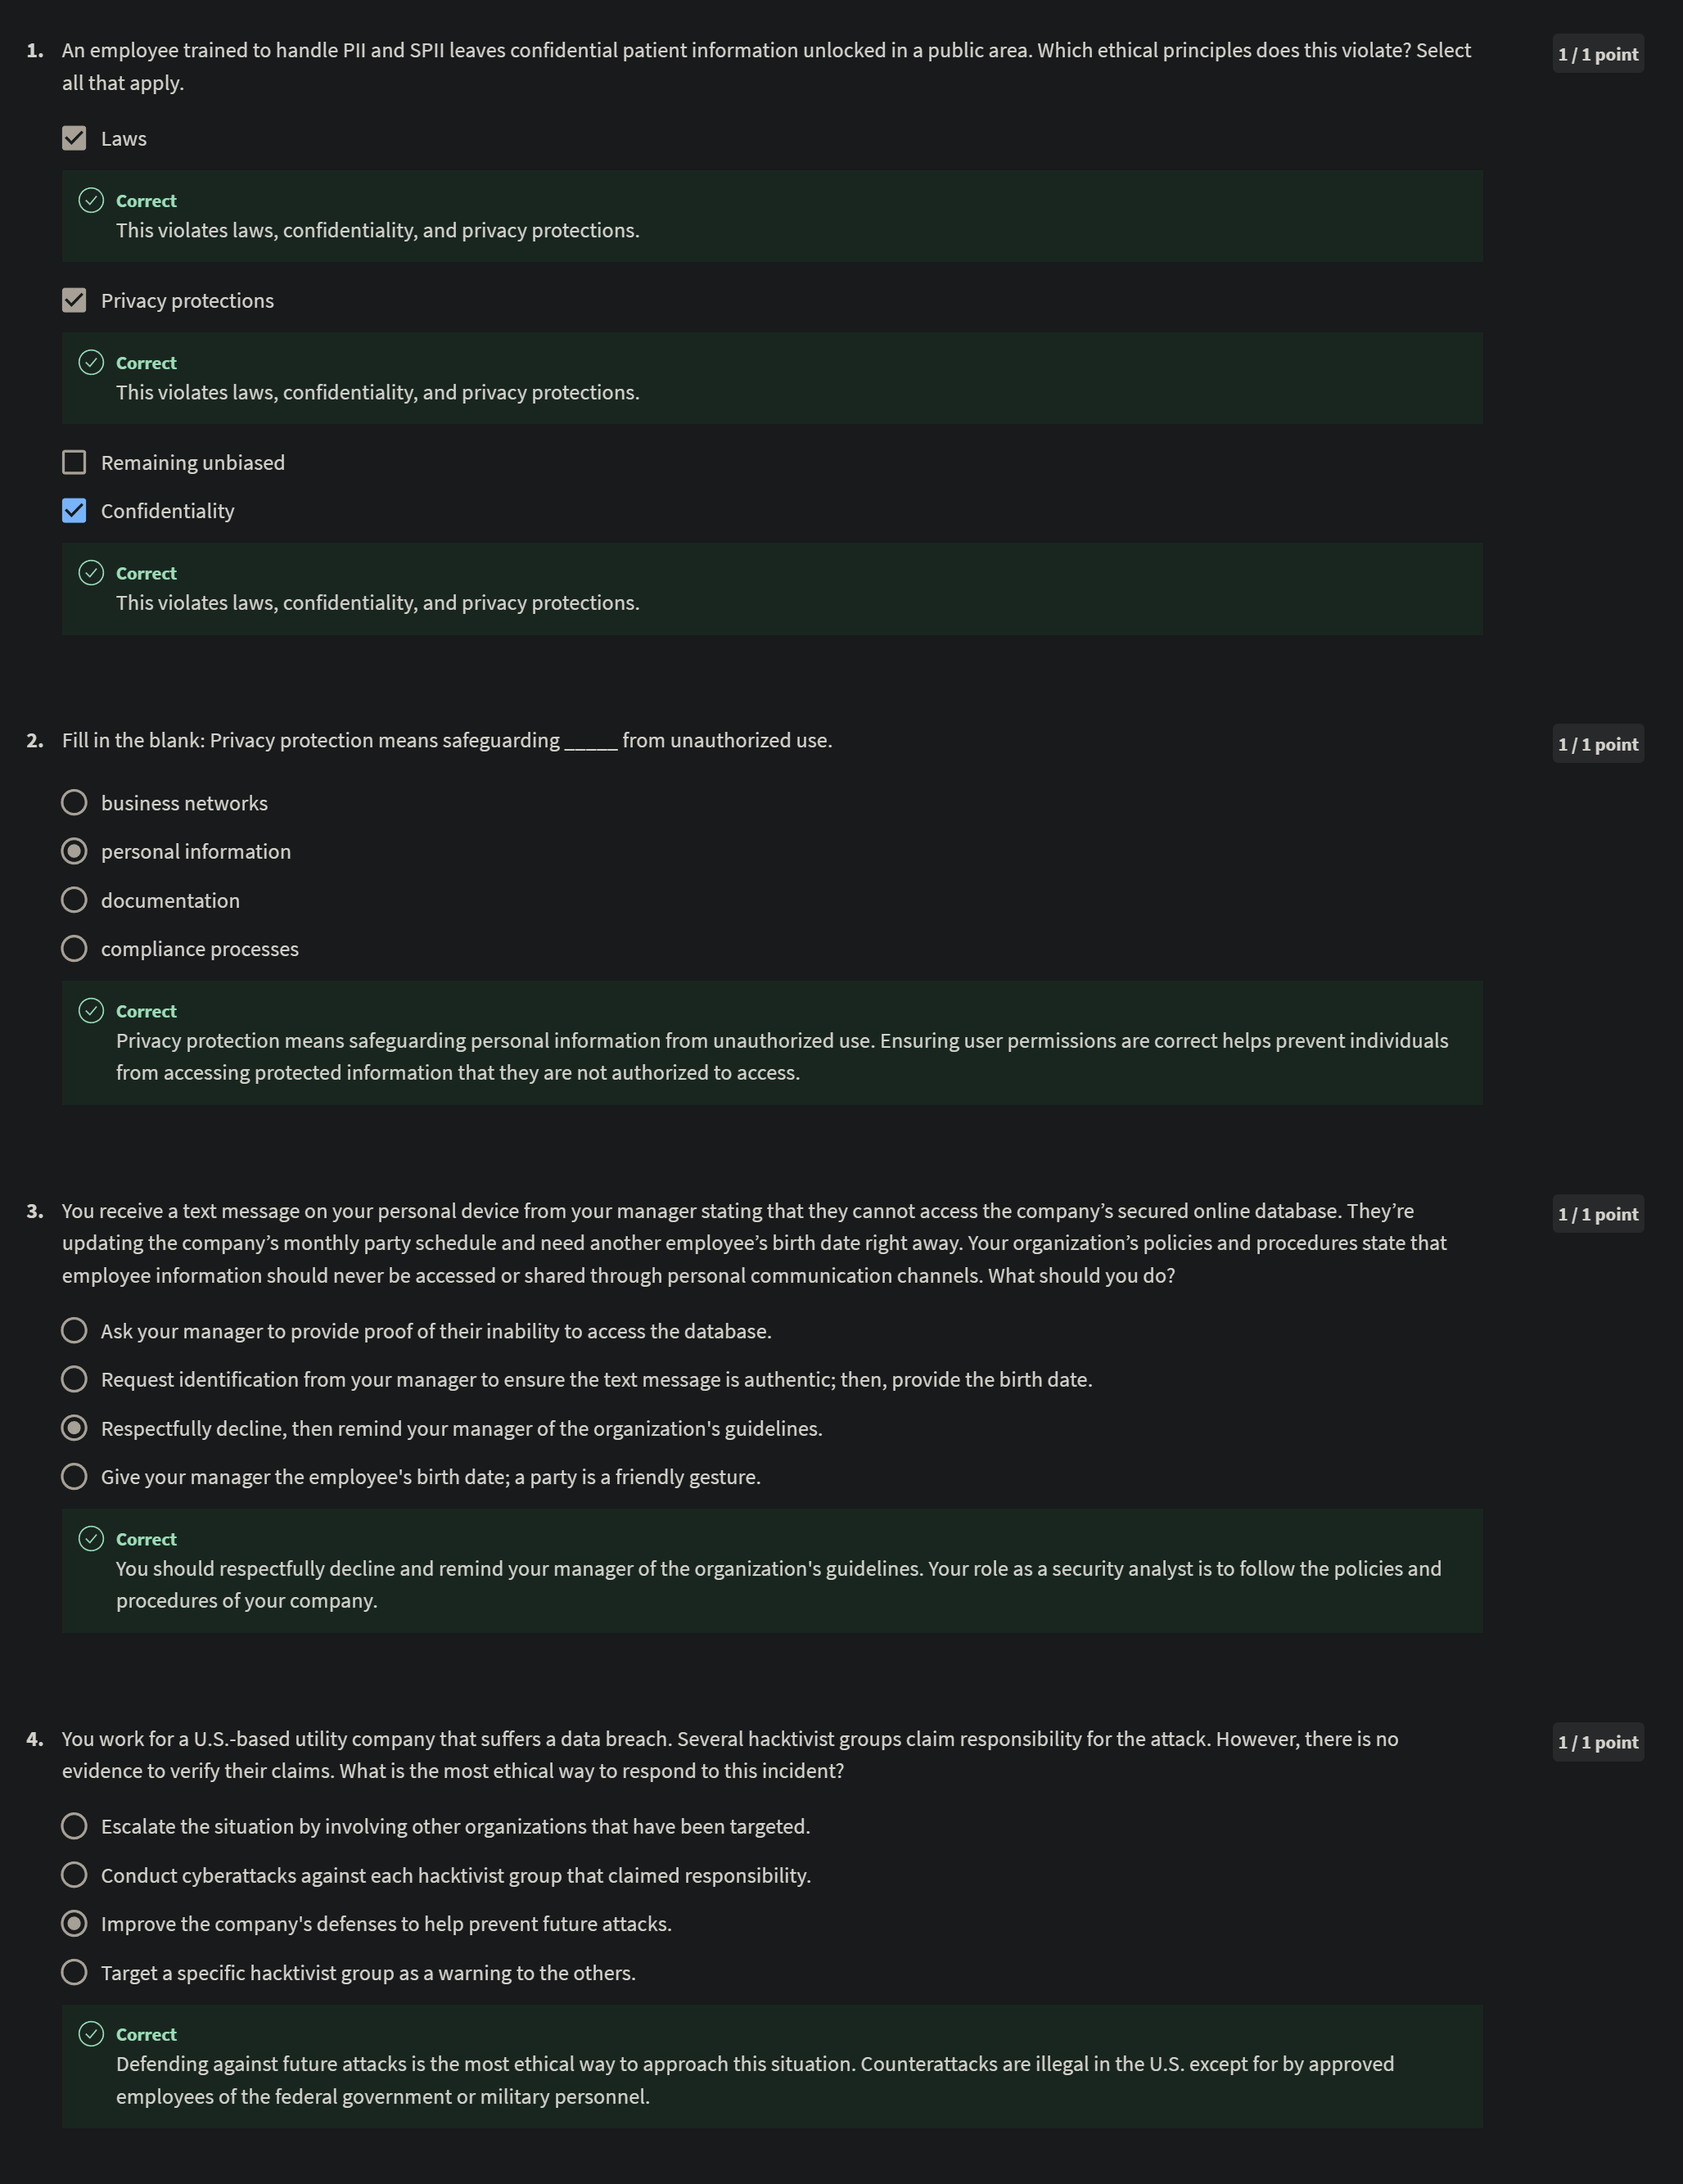 1. An employee trained to handle PII and SPII leaves confidential patient information unlocked in a public area. Which ethical principles does this violate? Select
all that apply.
1 / 1 point
Laws
Correct
This violates laws, confidentiality, and privacy protections.
Privacy protections
Correct
This violates laws, confidentiality, and privacy protections.
Remaining unbiased
Confidentiality
Correct
This violates laws, confidentiality, and privacy protections.
2. Fill in the blank: Privacy protection means safeguarding _____ from unauthorized use.
1 / 1 point
business networks
personal information
documentation
compliance processes
Correct
Privacy protection means safeguarding personal information from unauthorized use. Ensuring user permissions are correct helps prevent individuals
from accessing protected information that they are not authorized to access.
3. You receive a text message on your personal device from your manager stating that they cannot access the company’s secured online database. They’re
updating the company’s monthly party schedule and need another employee’s birth date right away. Your organization’s policies and procedures state that
employee information should never be accessed or shared through personal communication channels. What should you do?
1 / 1 point
Ask your manager to provide proof of their inability to access the database.
Request identification from your manager to ensure the text message is authentic; then, provide the birth date.
Respectfully decline, then remind your manager of the organization's guidelines.
Give your manager the employee's birth date; a party is a friendly gesture.
Correct
You should respectfully decline and remind your manager of the organization's guidelines. Your role as a security analyst is to follow the policies and
procedures of your company.
4. You work for a U.S.-based utility company that suffers a data breach. Several hacktivist groups claim responsibility for the attack. However, there is no
evidence to verify their claims. What is the most ethical way to respond to this incident?
1 / 1 point
Escalate the situation by involving other organizations that have been targeted.
Conduct cyberattacks against each hacktivist group that claimed responsibility.
Improve the company's defenses to help prevent future attacks.
Target a specific hacktivist group as a warning to the others.
Correct
Defending against future attacks is the most ethical way to approach this situation. Counterattacks are illegal in the U.S. except for by approved
employees of the federal government or military personnel.